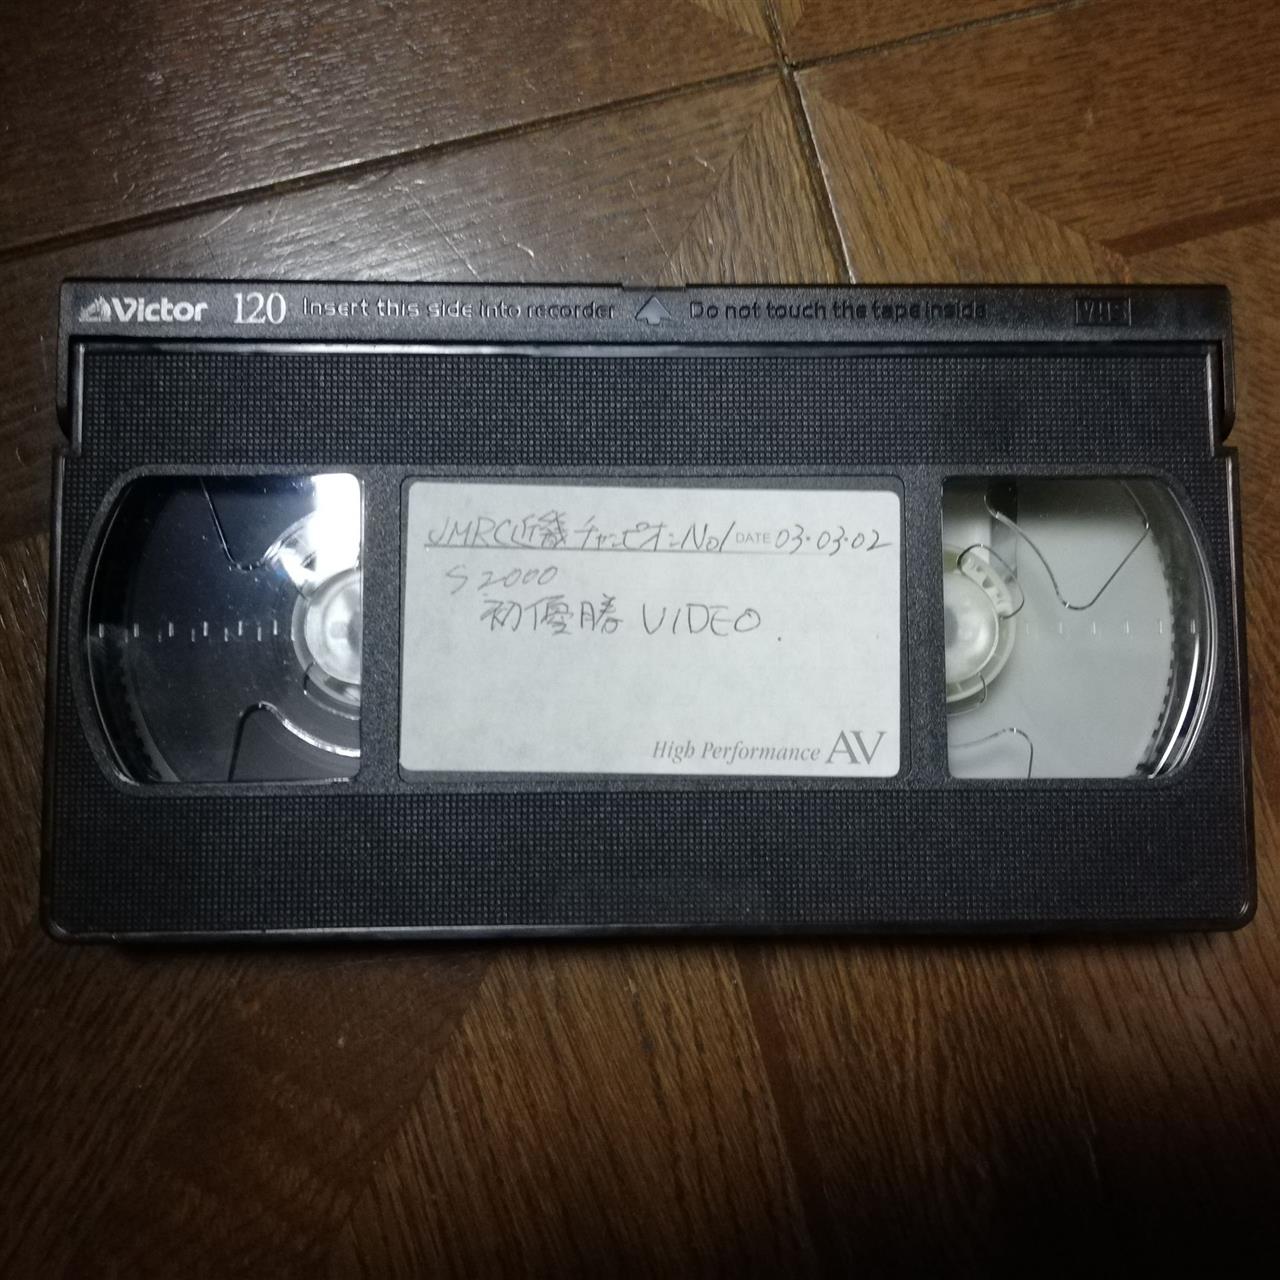 Victor 120 Insert this side into recorder Do not touch the tape inside VHS
JMRC近畿チャンピオンNo1 DATE 03・03・02
S2000
初優勝 VIDEO.
High Performance AV